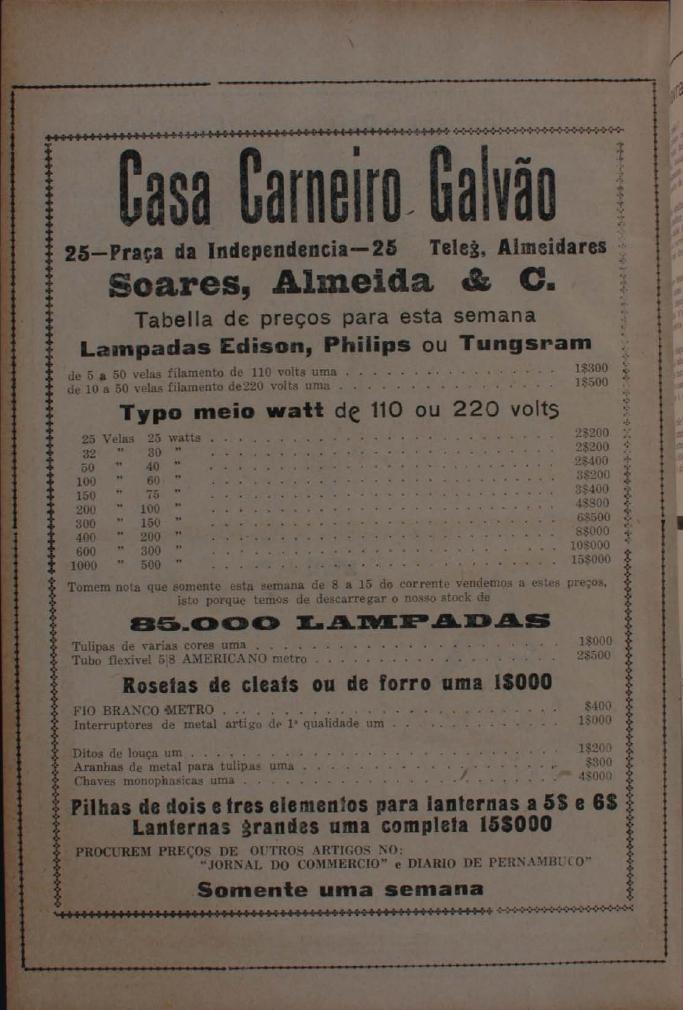 Casa Carneiro Galvão
25—Praça da Independencia—25 Teleg, Almeidares
Soares, Almeida & C.
Tabella de preços para esta semana
Lampadas Edison, Philips ou Tungsram
de 5 a 50 velas filamento de 110 volts uma . . . . . . . . . . . . . . . . . 1$300
de 10 a 50 velas filamento de220 volts uma . . . . . . . . . . . . . . . . . 1$500
Typo meio watt de 110 ou 220 volts
25 Velas 25 watts . . . . . . . . . . . . . . . . . . . . . . . . . 2$200
32 " 30 " . . . . . . . . . . . . . . . . . . . . . . . . . 2$200
50 " 40 " . . . . . . . . . . . . . . . . . . . . . . . . . 2$400
100 " 60 " . . . . . . . . . . . . . . . . . . . . . . . . . 3$200
150 " 75 " . . . . . . . . . . . . . . . . . . . . . . . . . 3$400
200 " 100 " . . . . . . . . . . . . . . . . . . . . . . . . . 4$800
300 " 150 " . . . . . . . . . . . . . . . . . . . . . . . . . 6$500
400 " 200 " . . . . . . . . . . . . . . . . . . . . . . . . . 8$000
600 " 300 " . . . . . . . . . . . . . . . . . . . . . . . . . 10$000
1000 " 500 " . . . . . . . . . . . . . . . . . . . . . . . . . 15$000
Tomem nota que somente esta semana de 8 a 15 do corrente vendemos a estes preços,
isto porque temos de descarregar o nosso stock de
85.000 LAMPADAS
Tulipas de varias cores uma . . . . . . . . . . . . . . . . . . . . . . . 1$000
Tubo flexivel 5|8 AMERICANO metro . . . . . . . . . . . . . . . . . . 2$500
Rosetas de cleats ou de forro uma 1$000
FIO BRANCO METRO . . . . . . . . . . . . . . . . . . . . . . . . $400
Interruptores de metal artigo de 1ª qualidade um . . . . . . . . . . . . 1$000
Ditos de louça um . . . . . . . . . . . . . . . . . . . . . . . . . . 1$200
Aranhas de metal para tulipas uma . . . . . . . . . . . . . . . . . . $300
Chaves monophasicas uma . . . . . . . . . . . . . . . . . . . . . . . 4$000
Pilhas de dois e tres elementos para lanternas a 5$ e 6$
Lanternas grandes uma completa 15$000
PROCUREM PREÇOS DE OUTROS ARTIGOS NO:
"JORNAL DO COMMERCIO" e DIARIO DE PERNAMBUCO"
Somente uma semana